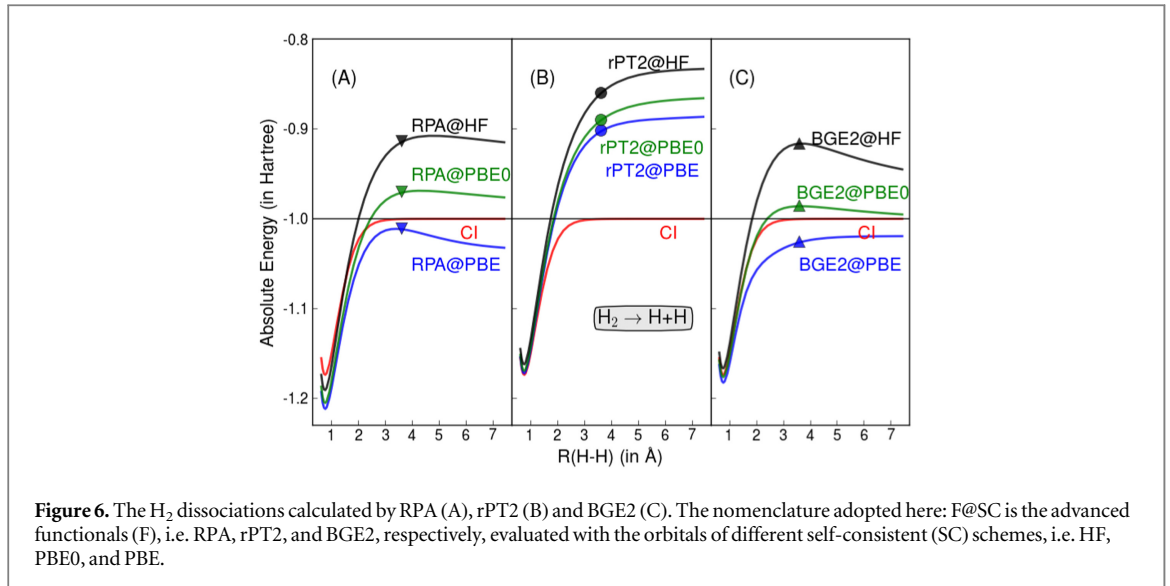 -0.8
-0.9
-1.0
-1.1
-1.2
Absolute Energy (in Hartree)
(A)
RPA@HF
RPA@PBE0
CI
RPA@PBE
1 2 3 4 5 6 7
(B)
rPT2@HF
rPT2@PBE0
rPT2@PBE
CI
H₂ → H+H
1 2 3 4 5 6 7
(C)
BGE2@HF
BGE2@PBE0
CI
BGE2@PBE
1 2 3 4 5 6 7
R(H-H) (in Å)
Figure 6. The H₂ dissociations calculated by RPA (A), rPT2 (B) and BGE2 (C). The nomenclature adopted here: F@SC is the advanced
functionals (F), i.e. RPA, rPT2, and BGE2, respectively, evaluated with the orbitals of different self-consistent (SC) schemes, i.e. HF,
PBE0, and PBE.